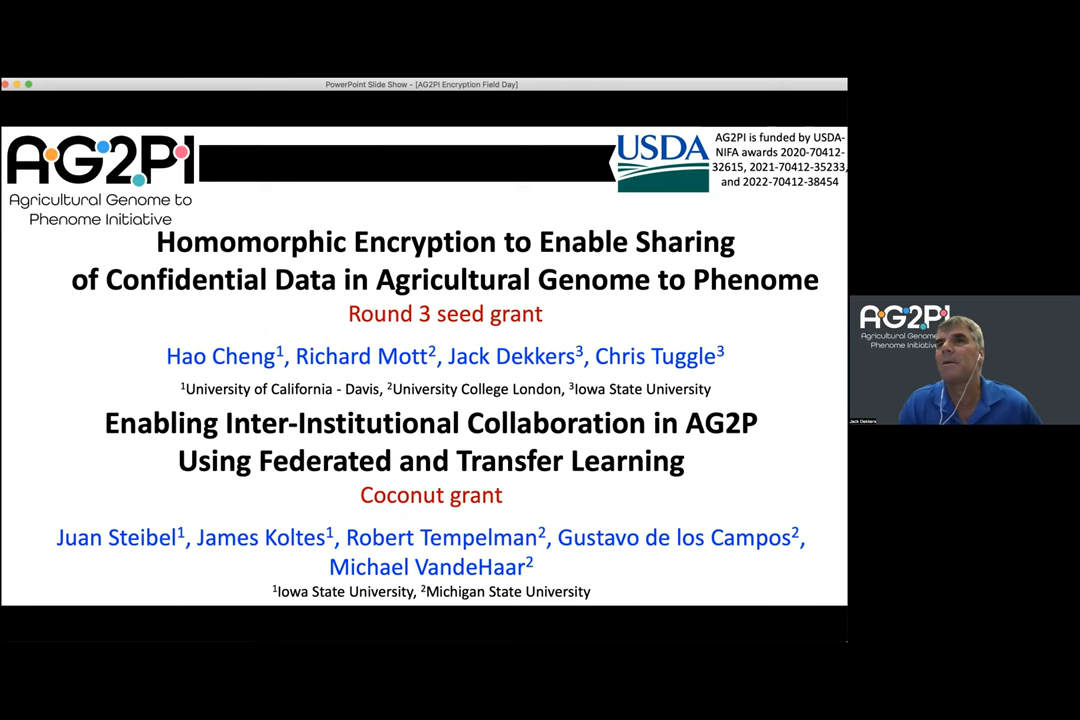 PowerPoint Slide Show - [AG2PI Encryption Field Day]
AG2PI
Agricultural Genome to
Phenome Initiative
USDA
AG2PI is funded by USDA-
NIFA awards 2020-70412-
32615, 2021-70412-35233,
and 2022-70412-38454
Homomorphic Encryption to Enable Sharing
of Confidential Data in Agricultural Genome to Phenome
Round 3 seed grant
Hao Cheng1, Richard Mott2, Jack Dekkers3, Chris Tuggle3
1University of California - Davis, 2University College London, 3Iowa State University
Enabling Inter-Institutional Collaboration in AG2P
Using Federated and Transfer Learning
Coconut grant
Juan Steibel1, James Koltes1, Robert Tempelman2, Gustavo de los Campos2,
Michael VandeHaar2
1Iowa State University, 2Michigan State University
AG2PI
Agricultural Genome
Phenome Initiative
Jack Dekkers